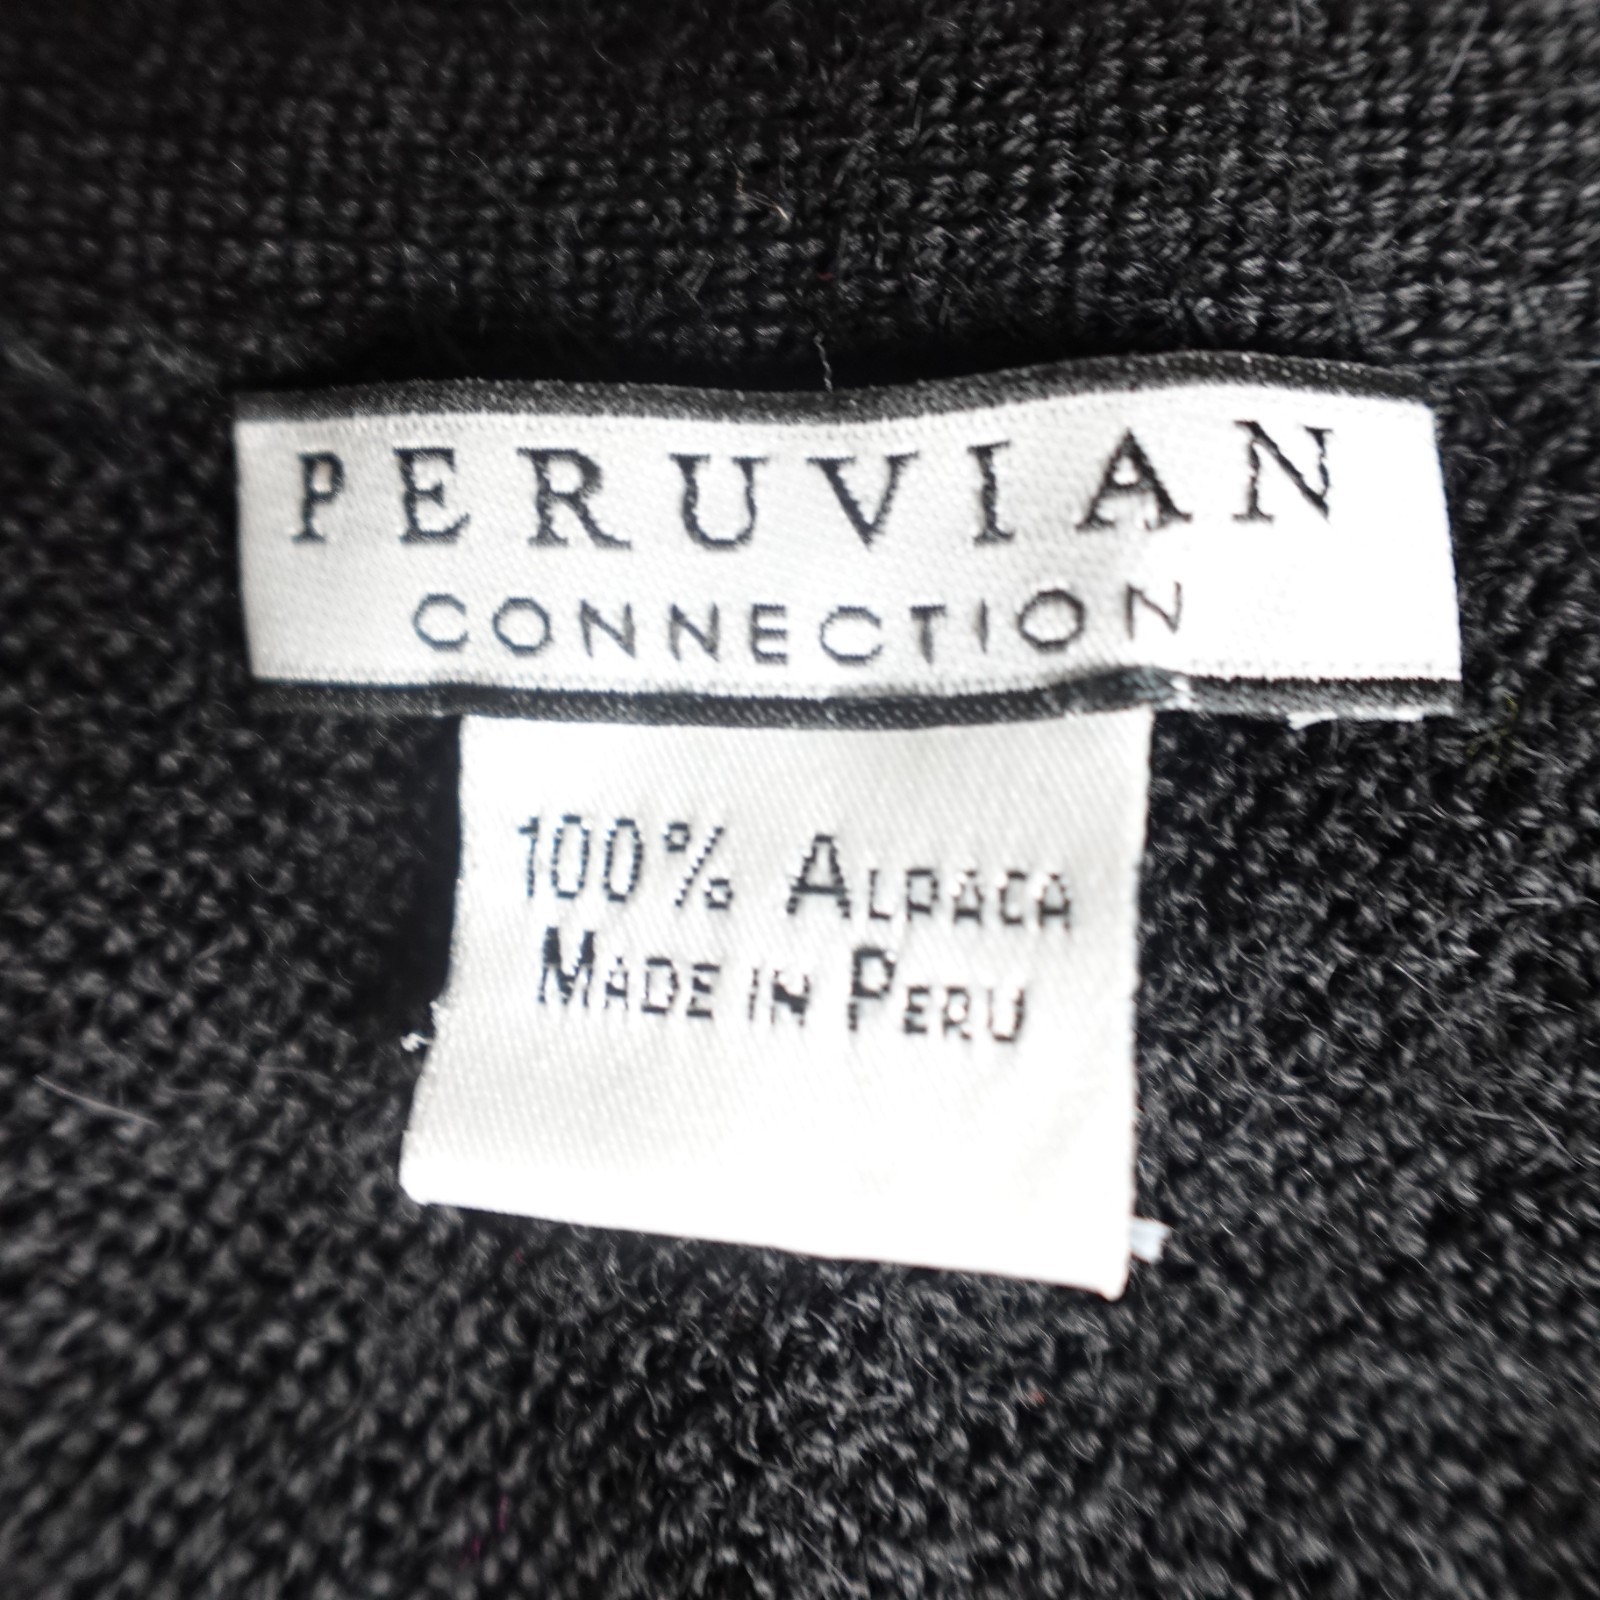 PERUVIAN
CONNECTION
100% ALPACA
MADE IN PERU